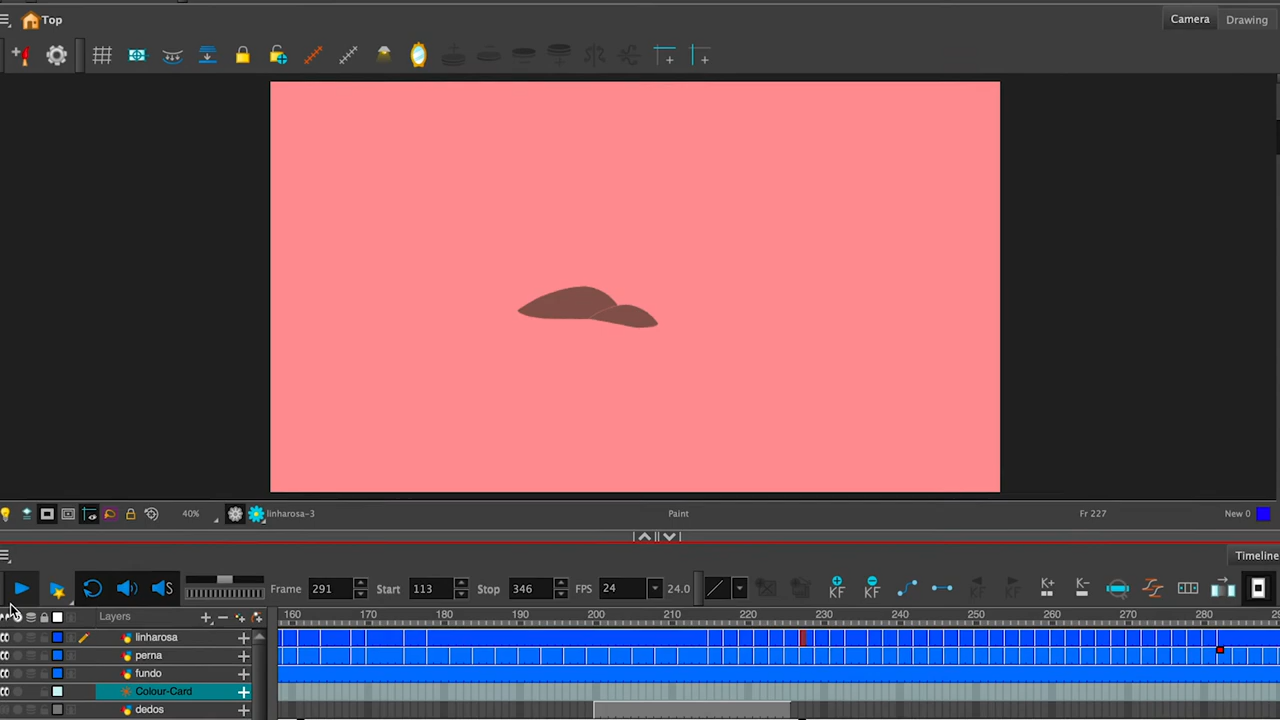 Top
Camera
Drawing
40%
linharosa-3
Paint
Fr 227
New 0
Timeline
S
Frame 291 Start 113 Stop 346 FPS 24 24.0
KF KF KF KF
Layers
160 170 180 190 200 210 220 230 240 250 260 270 280
linharosa
perna
fundo
Colour-Card
dedos